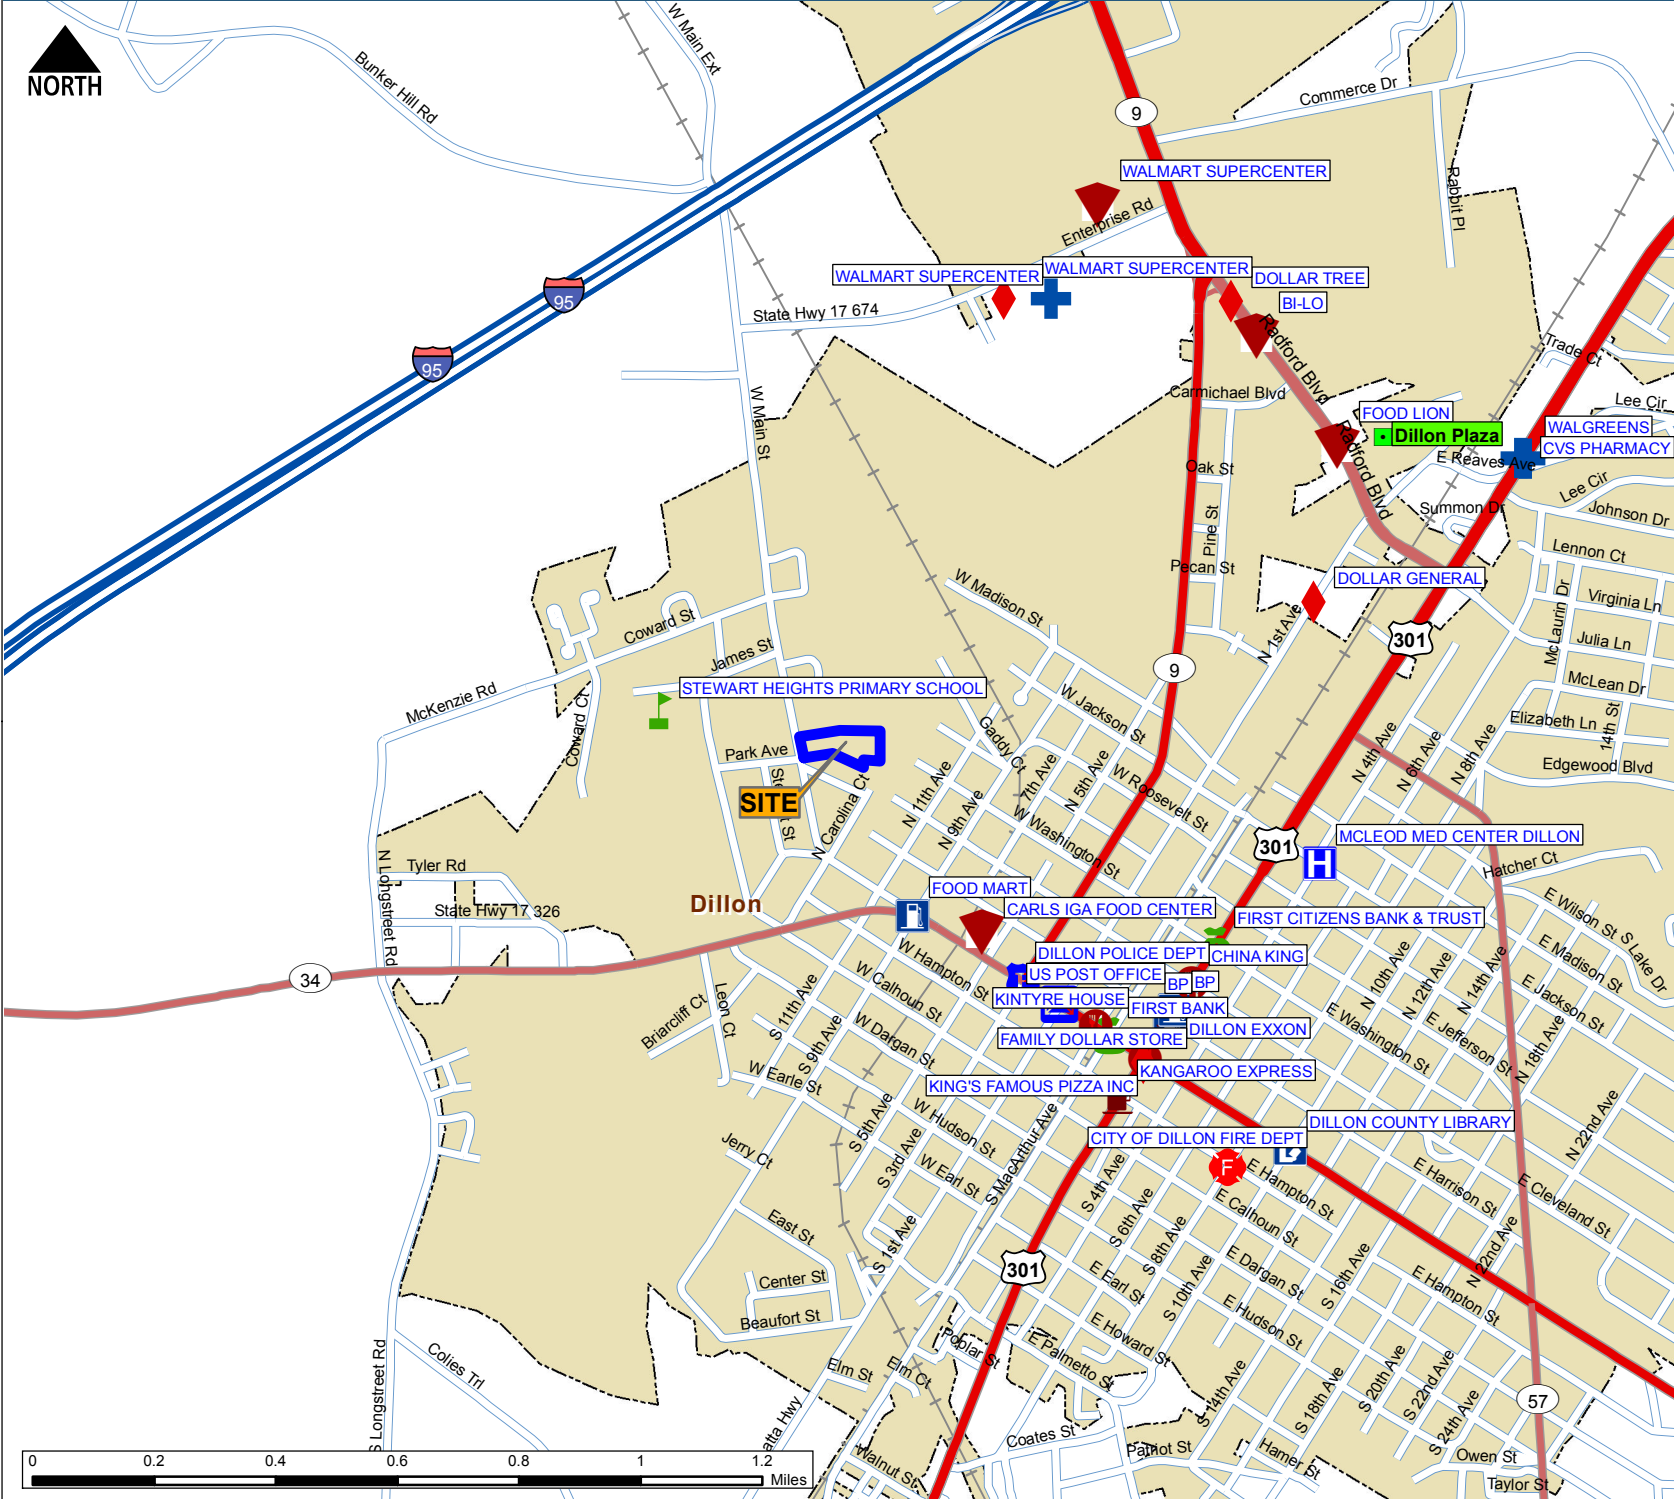 W Main Ext
Bunker Hill Rd
NORTH
9
Commerce Dr
WALMART SUPERCENTER
Rabbit Pl
Enterprise Rd
WALMART SUPERCENTER
WALMART SUPERCENTER
DOLLAR TREE
BI-LO
95
State Hwy 17 674
Radford Blvd
95
Trade Ct
Carmichael Blvd
Lee Cir
W Main St
FOOD LION
WALGREENS
Dillon Plaza
CVS PHARMACY
Radford Blvd
E Reaves Ave
Oak St
Lee Cir
Summon Dr
Johnson Dr
Pine St
Lennon Ct
Pecan St
DOLLAR GENERAL
W Madison St
Virginia Ln
McLaurin Dr
Coward St
N 1st Ave
301
Julia Ln
James St
9
McLean Dr
STEWART HEIGHTS PRIMARY SCHOOL
McKenzie Rd
W Jackson St
Elizabeth Ln
14th St
Coward Ct
Gaddy Ct
N 4th Ave
N 6th Ave
N 8th Ave
Park Ave
Edgewood Blvd
7th Ave
N 5th Ave
W Roosevelt St
N 11th Ave
SITE
N 9th Ave
N Carolina Ct
W Washington St
MCLEOD MED CENTER DILLON
301
H
Hatcher Ct
N Longstreet Rd
Tyler Rd
FOOD MART
Dillon
State Hwy 17 326
CARLS IGA FOOD CENTER
FIRST CITIZENS BANK & TRUST
E Wilson St
S Lake Dr
DILLON POLICE DEPT
CHINA KING
E Madison St
34
W Hampton St
US POST OFFICE
BP
BP
N 10th Ave
N 12th Ave
N 14th Ave
W Calhoun St
KINTYRE HOUSE
FIRST BANK
E Jackson St
S 11th Ave
Leon Ct
Briarcliff Ct
DILLON EXXON
E Washington St
E Jefferson St
FAMILY DOLLAR STORE
W Dargan St
S 9th Ave
N 18th Ave
KANGAROO EXPRESS
W Earle St
KING'S FAMOUS PIZZA INC
S 5th Ave
W Hudson St
N 22nd Ave
DILLON COUNTY LIBRARY
S MacArthur Ave
CITY OF DILLON FIRE DEPT
Jerry Ct
S 3rd Ave
F
W Earl St
S 4th Ave
E Hampton St
E Harrison St
E Cleveland St
S 6th Ave
E Calhoun St
East St
S 1st Ave
S 8th Ave
N 22nd Ave
301
E Dargan St
S 10th Ave
S 16th Ave
Center St
E Earl St
E Hampton St
Beaufort St
E Hudson St
E Howard St
Poplar St
E Palmetto St
S Longstreet Rd
Colies Trl
Elm St
Elm Ct
S 14th Ave
S 18th Ave
S 20th Ave
S 22nd Ave
S 24th Ave
57
atta Hwy
Coates St
Patriot St
Hamer St
Walnut St
Owen St
Taylor St
0 0.2 0.4 0.6 0.8 1 1.2
Miles